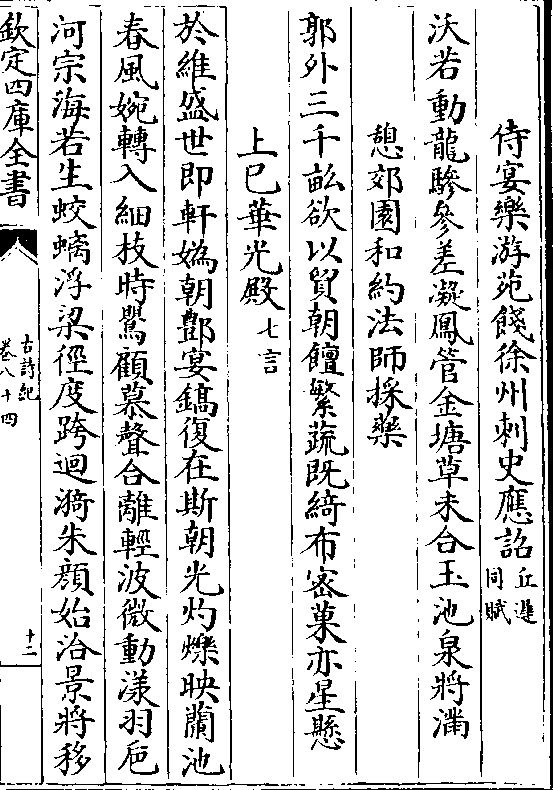 侍宴樂游苑餞徐州刺史應詔丘遲同賦
沃若動龍驂參差凝鳳管金塘草未合玉池泉將滿
憩郊園和約法師採藥
郭外三千畝欲以貿朝饘繁蔬既綺布密菓亦星懸
上巳華光殿七言
於維盛世即軒媯朝酆宴鎬復在斯朝光灼爍映蘭池
春風婉轉入細枝時鸎顧慕聲合離輕波微動漾羽巵
河宗海若生蛟螭浮梁徑度跨迴漪朱顏始洽景將移
欽定四庫全書
古詩紀
卷八十四
十二